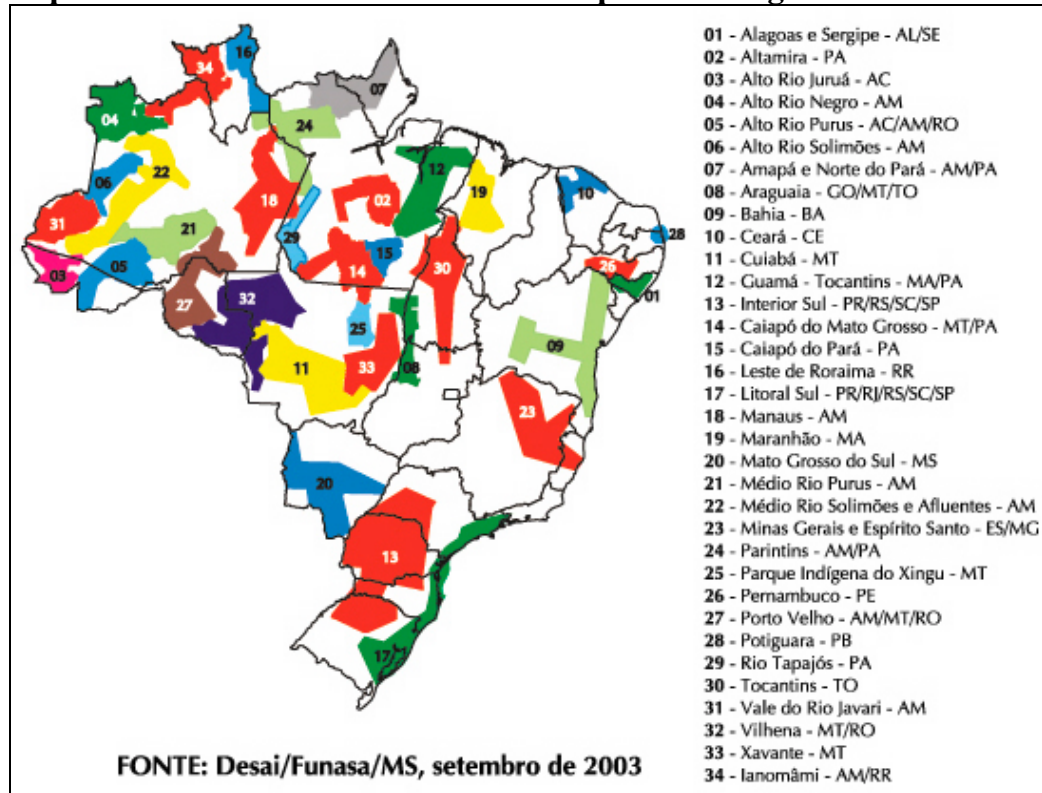 01 - Alagoas e Sergipe - AL/SE
02 - Altamira - PA
03 - Alto Rio Juruá - AC
04 - Alto Rio Negro - AM
05 - Alto Rio Purus - AC/AM/RO
06 - Alto Rio Solimões - AM
07 - Amapá e Norte do Pará - AM/PA
08 - Araguaia - GO/MT/TO
09 - Bahia - BA
10 - Ceará - CE
11 - Cuiabá - MT
12 - Guamá - Tocantins - MA/PA
13 - Interior Sul - PR/RS/SC/SP
14 - Caiapó do Mato Grosso - MT/PA
15 - Caiapó do Pará - PA
16 - Leste de Roraima - RR
17 - Litoral Sul - PR/RJ/RS/SC/SP
18 - Manaus - AM
19 - Maranhão - MA
20 - Mato Grosso do Sul - MS
21 - Médio Rio Purus - AM
22 - Médio Rio Solimões e Afluentes - AM
23 - Minas Gerais e Espírito Santo - ES/MG
24 - Parintins - AM/PA
25 - Parque Indígena do Xingu - MT
26 - Pernambuco - PE
27 - Porto Velho - AM/MT/RO
28 - Potiguara - PB
29 - Rio Tapajós - PA
30 - Tocantins - TO
31 - Vale do Rio Javari - AM
32 - Vilhena - MT/RO
33 - Xavante - MT
34 - Ianomâmi - AM/RR
34
16
07
04
24
22
06
12
19
10
18
02
31
28
21
29
15
03
05
14
30
26
01
27
32
25
09
11
33
08
23
20
13
17
FONTE: Desai/Funasa/MS, setembro de 2003